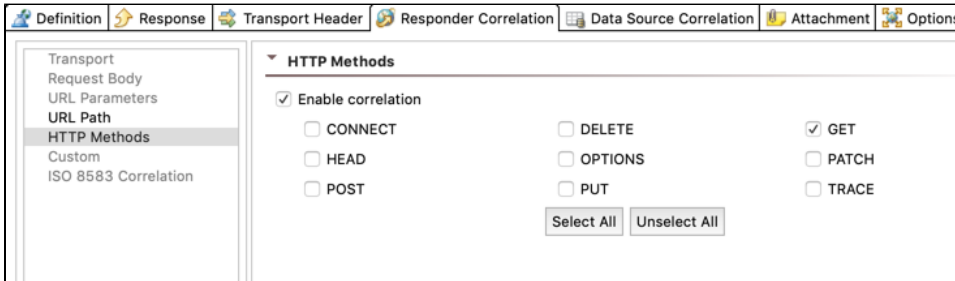 Definition Response Transport Header Responder Correlation Data Source Correlation Attachment Options
Transport
Request Body
URL Parameters
URL Path
HTTP Methods
Custom
ISO 8583 Correlation
HTTP Methods
Enable correlation
CONNECT DELETE GET
HEAD OPTIONS PATCH
POST PUT TRACE
Select All Unselect All